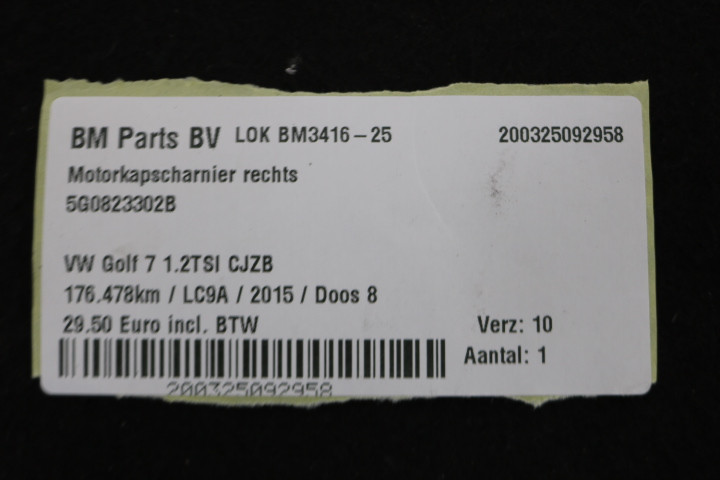 BM Parts BV LOK BM3416-25 200325092958
Motorkapscharnier rechts
5G0823302B
VW Golf 7 1.2TSI CJZB
176.478km / LC9A / 2015 / Doos 8
29.50 Euro incl. BTW Verz: 10
Aantal: 1
200325092958